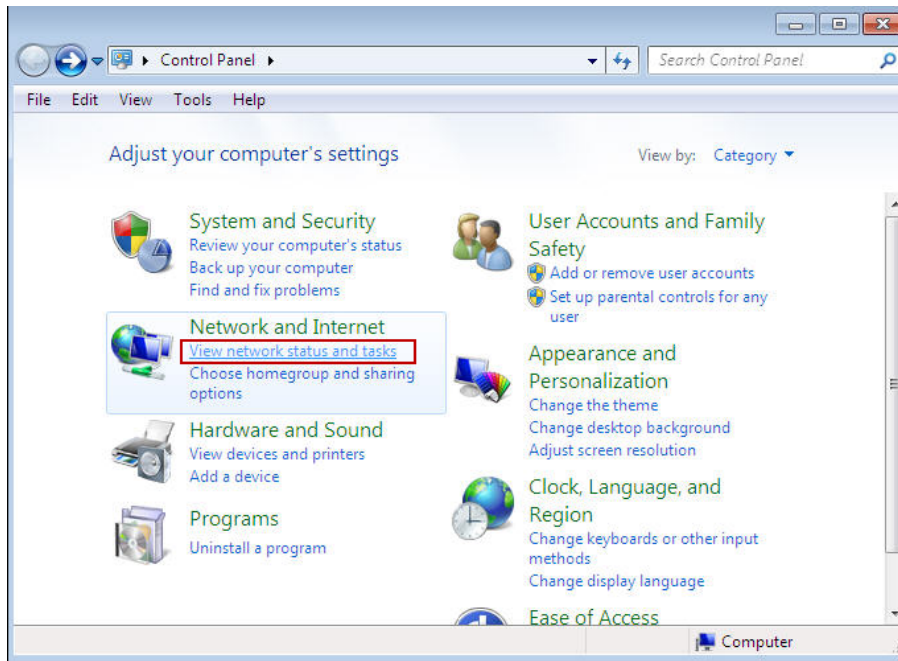 Control Panel
Search Control Panel
File Edit View Tools Help
Adjust your computer's settings
View by: Category
System and Security
Review your computer's status
Back up your computer
Find and fix problems
Network and Internet
View network status and tasks
Choose homegroup and sharing
options
Hardware and Sound
View devices and printers
Add a device
Programs
Uninstall a program
User Accounts and Family
Safety
Add or remove user accounts
Set up parental controls for any
user
Appearance and
Personalization
Change the theme
Change desktop background
Adjust screen resolution
Clock, Language, and
Region
Change keyboards or other input
methods
Change display language
Ease of Access
Computer